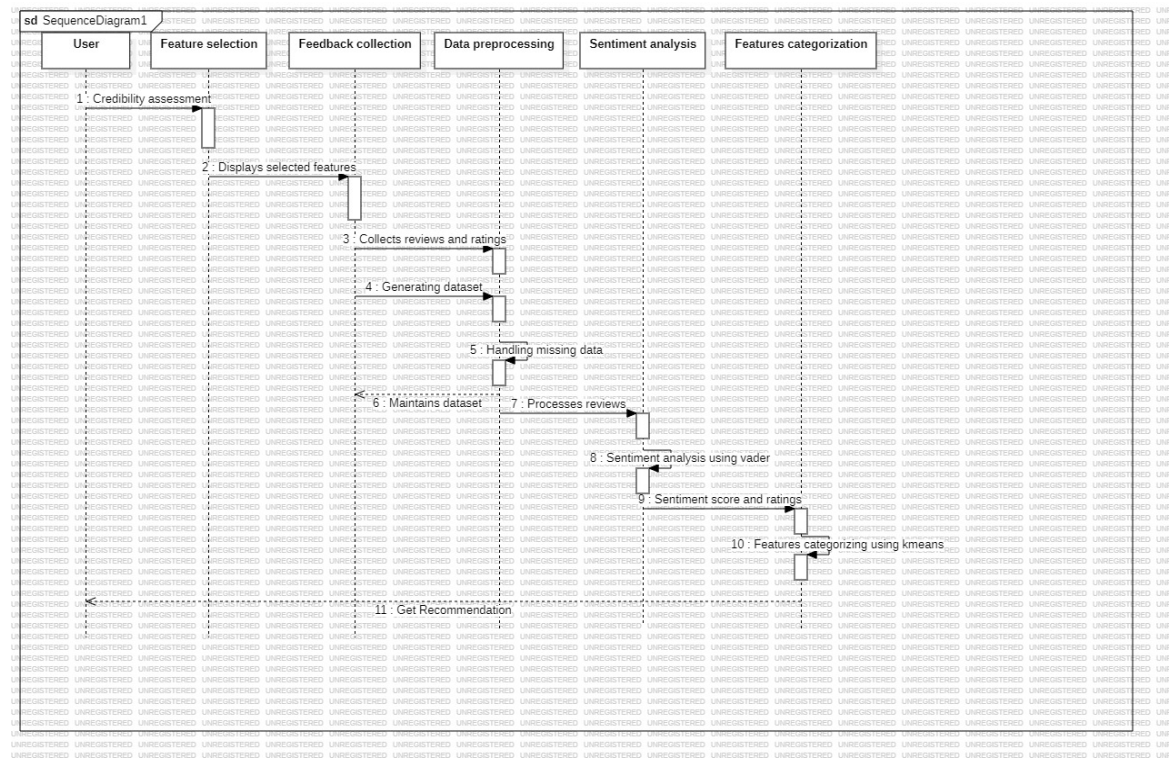 sd SequenceDiagram1
User
Feature selection
Feedback collection
Data preprocessing
Sentiment analysis
Features categorization
1 : Credibility assessment
2 : Displays selected features
3 : Collects reviews and ratings
4 : Generating dataset
5 : Handling missing data
6 : Maintains dataset
7 : Processes reviews
8 : Sentiment analysis using vader
9 : Sentiment score and ratings
10 : Features categorizing using kmeans
11 : Get Recommendation
UNREGISTERED